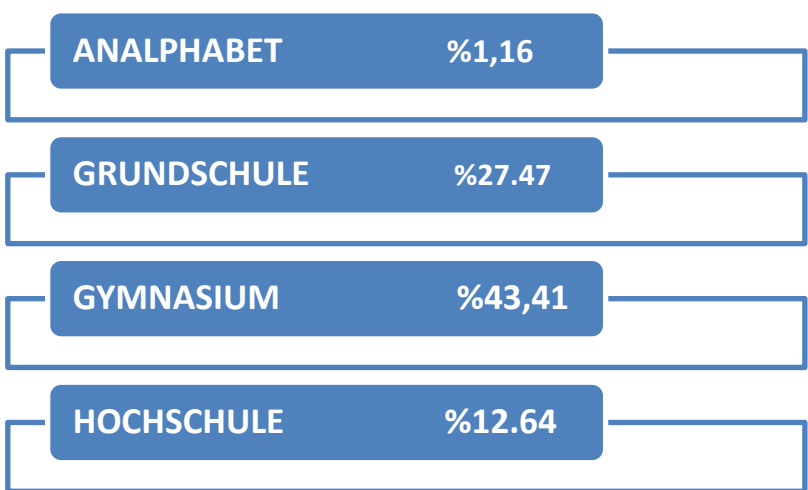 ANALPHABET %1,16
GRUNDSCHULE %27.47
GYMNASIUM %43,41
HOCHSCHULE %12.64